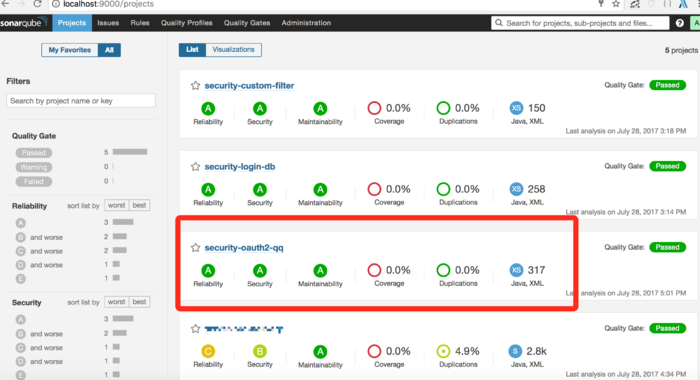 localhost:9000/projects
sonarqube Projects Issues Rules Quality Profiles Quality Gates Administration Search for projects, sub-projects and files... ? A
My Favorites All List Visualizations 5 projects
Filters
Search by project name or key
Quality Gate
Passed 5
Warning 0
Failed 0
Reliability sort list by worst best
A 3
B and worse 2
C and worse 2
D and worse 1
E 1
Security sort list by worst best
A 3
B and worse 2
C and worse 1
D and worse 1
E 1
security-custom-filter Quality Gate: Passed
A A A 0.0% 0.0% XS 150
Reliability Security Maintainability Coverage Duplications Java, XML
Last analysis on July 28, 2017 3:18 PM
security-login-db Quality Gate: Passed
A A A 0.0% 0.0% XS 258
Reliability Security Maintainability Coverage Duplications Java, XML
Last analysis on July 28, 2017 3:14 PM
security-oauth2-qq Quality Gate: Passed
A A A 0.0% 0.0% XS 317
Reliability Security Maintainability Coverage Duplications Java, XML
Last analysis on July 28, 2017 5:01 PM
Quality Gate: Passed
C B A 0.0% 4.9% S 2.8k
Reliability Security Maintainability Coverage Duplications Java, XML
Last analysis on July 28, 2017 4:34 PM